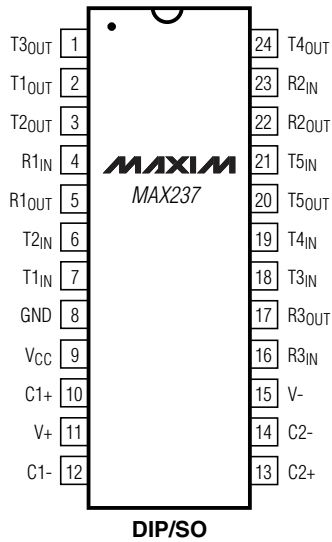 T3OUT 1 24 T4OUT
T1OUT 2 23 R2IN
T2OUT 3 22 R2OUT
R1IN 4 MAXIM 21 T5IN
R1OUT 5 MAX237 20 T5OUT
T2IN 6 19 T4IN
T1IN 7 18 T3IN
GND 8 17 R3OUT
VCC 9 16 R3IN
C1+ 10 15 V-
V+ 11 14 C2-
C1- 12 13 C2+
DIP/SO